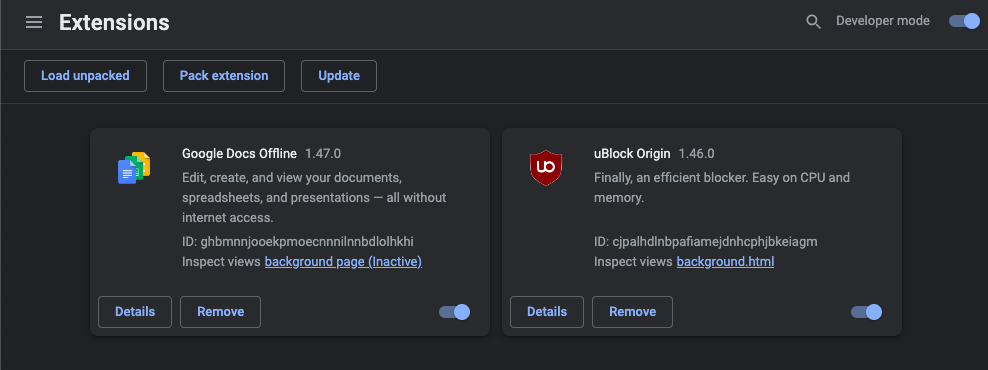 Extensions
Developer mode
Load unpacked
Pack extension
Update
Google Docs Offline 1.47.0
Edit, create, and view your documents,
spreadsheets, and presentations — all without
internet access.
ID: ghbmnnjooekpmoecnnnilnnbdlolhkhi
Inspect views background page (Inactive)
Details
Remove
uBlock Origin 1.46.0
Finally, an efficient blocker. Easy on CPU and
memory.
ID: cjpalhdlnbpafiamejdnhcphjbkeiagm
Inspect views background.html
Details
Remove